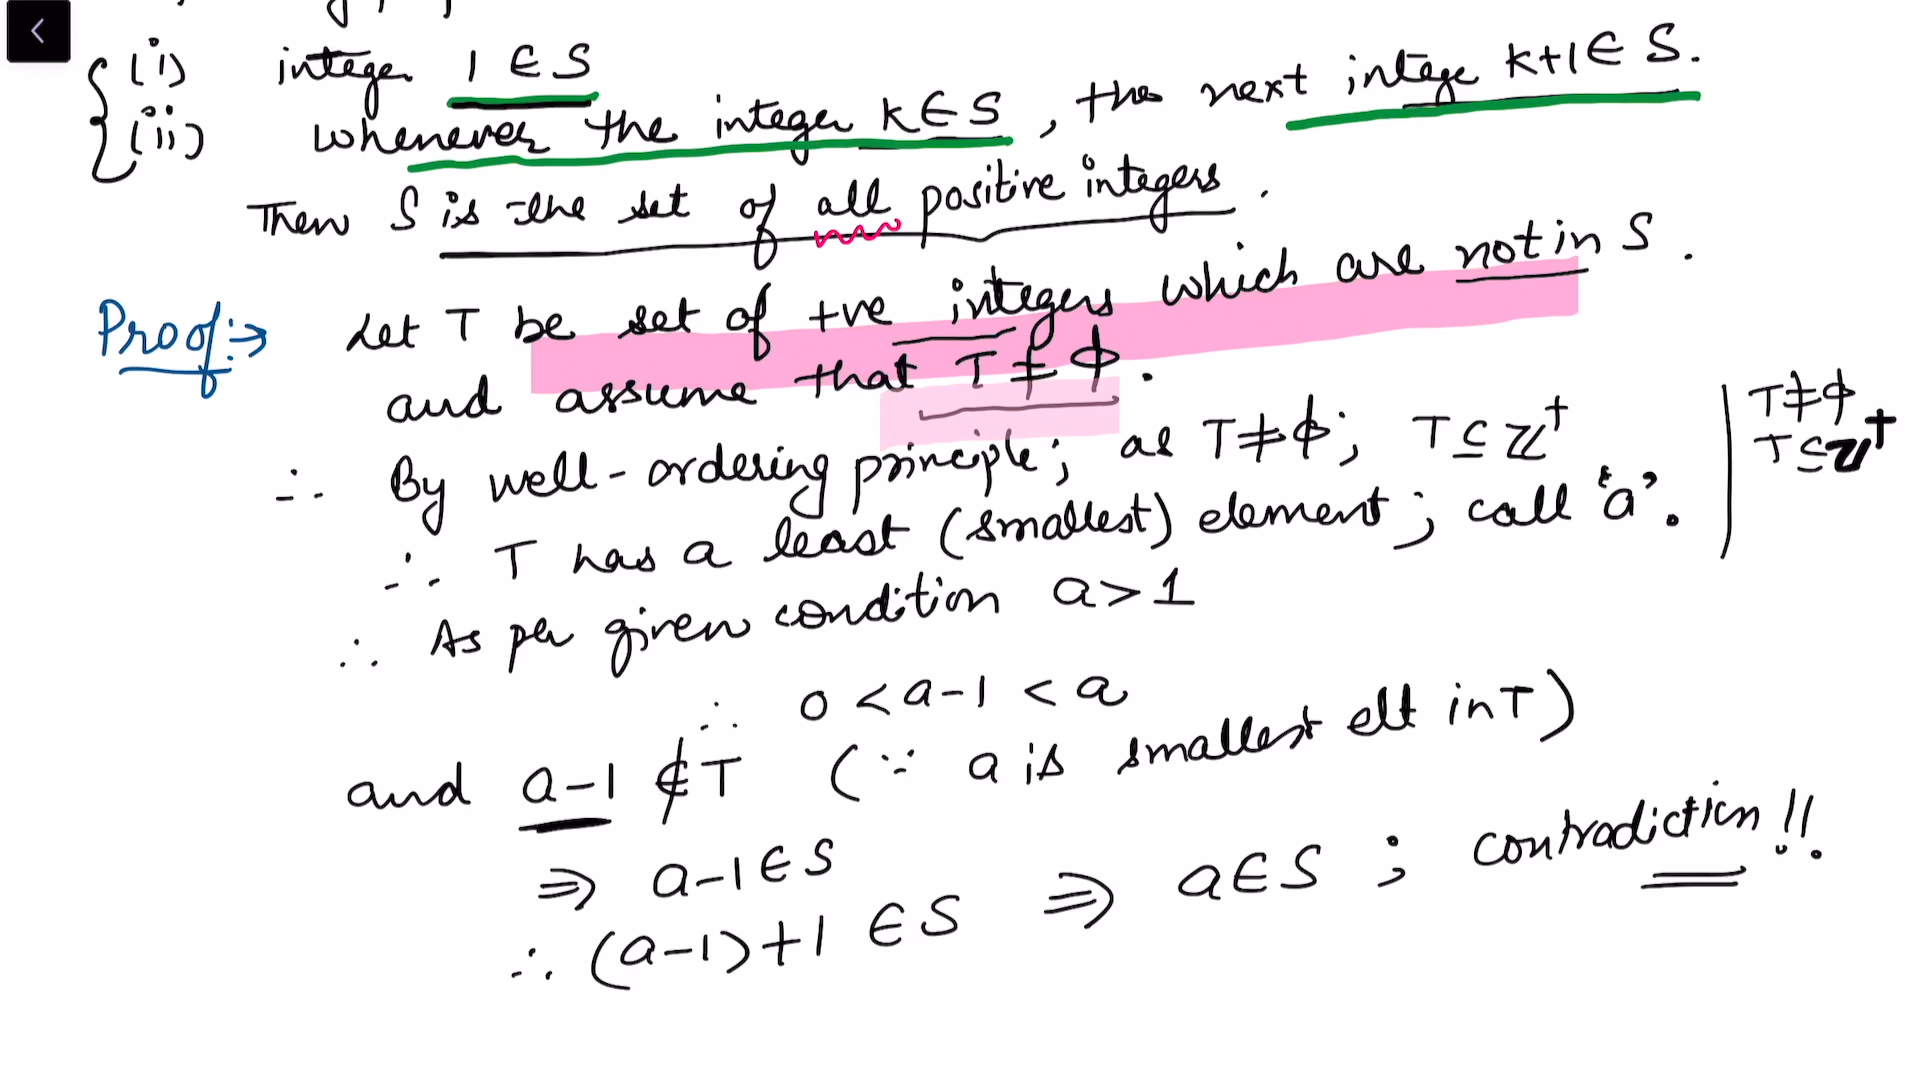 (i) integer 1 ∈ S
(ii) whenever the integer k ∈ S, the next intege k+1 ∈ S.
Then S is the set of all positive integers.
Proof:→ Let T be set of +ve integers which are not in S.
and assume that T ≠ ϕ.
∴ By well-ordering principle; as T ≠ ϕ; T ⊆ ℤ⁺
T ≠ ϕ
T ⊆ ℤ⁺
∴ T has a least (smallest) element; call 'a'.
∴ As per given condition a > 1
∴ 0 < a-1 < a
and a-1 ∉ T (∵ a is smallest elt in T)
⇒ a-1 ∈ S
∴ (a-1)+1 ∈ S ⇒ a ∈ S; contradiction!!